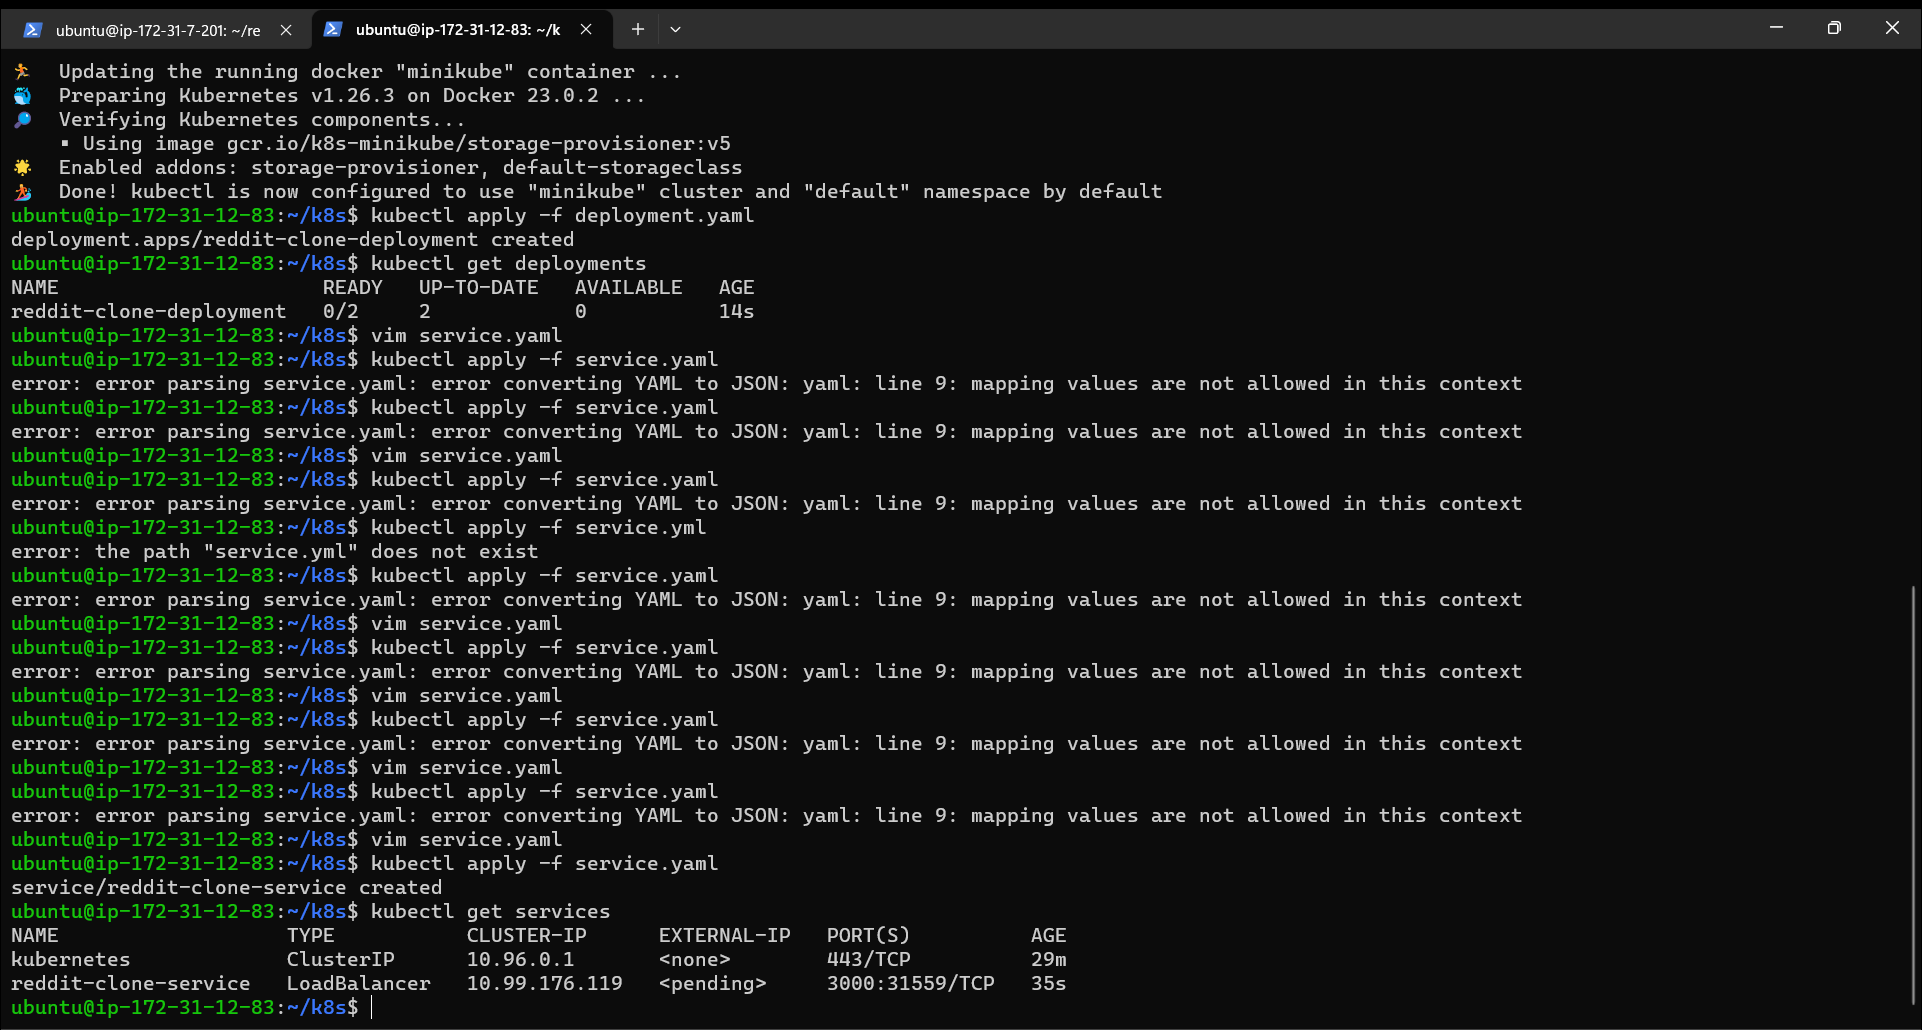 ubuntu@ip-172-31-7-201: ~/re
ubuntu@ip-172-31-12-83: ~/k
Updating the running docker "minikube" container ...
Preparing Kubernetes v1.26.3 on Docker 23.0.2 ...
Verifying Kubernetes components...
▪ Using image gcr.io/k8s-minikube/storage-provisioner:v5
Enabled addons: storage-provisioner, default-storageclass
Done! kubectl is now configured to use "minikube" cluster and "default" namespace by default
ubuntu@ip-172-31-12-83:~/k8s$ kubectl apply -f deployment.yaml
deployment.apps/reddit-clone-deployment created
ubuntu@ip-172-31-12-83:~/k8s$ kubectl get deployments
NAME READY UP-TO-DATE AVAILABLE AGE
reddit-clone-deployment 0/2 2 0 14s
ubuntu@ip-172-31-12-83:~/k8s$ vim service.yaml
ubuntu@ip-172-31-12-83:~/k8s$ kubectl apply -f service.yaml
error: error parsing service.yaml: error converting YAML to JSON: yaml: line 9: mapping values are not allowed in this context
ubuntu@ip-172-31-12-83:~/k8s$ kubectl apply -f service.yaml
error: error parsing service.yaml: error converting YAML to JSON: yaml: line 9: mapping values are not allowed in this context
ubuntu@ip-172-31-12-83:~/k8s$ vim service.yaml
ubuntu@ip-172-31-12-83:~/k8s$ kubectl apply -f service.yaml
error: error parsing service.yaml: error converting YAML to JSON: yaml: line 9: mapping values are not allowed in this context
ubuntu@ip-172-31-12-83:~/k8s$ kubectl apply -f service.yml
error: the path "service.yml" does not exist
ubuntu@ip-172-31-12-83:~/k8s$ kubectl apply -f service.yaml
error: error parsing service.yaml: error converting YAML to JSON: yaml: line 9: mapping values are not allowed in this context
ubuntu@ip-172-31-12-83:~/k8s$ vim service.yaml
ubuntu@ip-172-31-12-83:~/k8s$ kubectl apply -f service.yaml
error: error parsing service.yaml: error converting YAML to JSON: yaml: line 9: mapping values are not allowed in this context
ubuntu@ip-172-31-12-83:~/k8s$ vim service.yaml
ubuntu@ip-172-31-12-83:~/k8s$ kubectl apply -f service.yaml
error: error parsing service.yaml: error converting YAML to JSON: yaml: line 9: mapping values are not allowed in this context
ubuntu@ip-172-31-12-83:~/k8s$ vim service.yaml
ubuntu@ip-172-31-12-83:~/k8s$ kubectl apply -f service.yaml
error: error parsing service.yaml: error converting YAML to JSON: yaml: line 9: mapping values are not allowed in this context
ubuntu@ip-172-31-12-83:~/k8s$ vim service.yaml
ubuntu@ip-172-31-12-83:~/k8s$ kubectl apply -f service.yaml
service/reddit-clone-service created
ubuntu@ip-172-31-12-83:~/k8s$ kubectl get services
NAME TYPE CLUSTER-IP EXTERNAL-IP PORT(S) AGE
kubernetes ClusterIP 10.96.0.1 <none> 443/TCP 29m
reddit-clone-service LoadBalancer 10.99.176.119 <pending> 3000:31559/TCP 35s
ubuntu@ip-172-31-12-83:~/k8s$